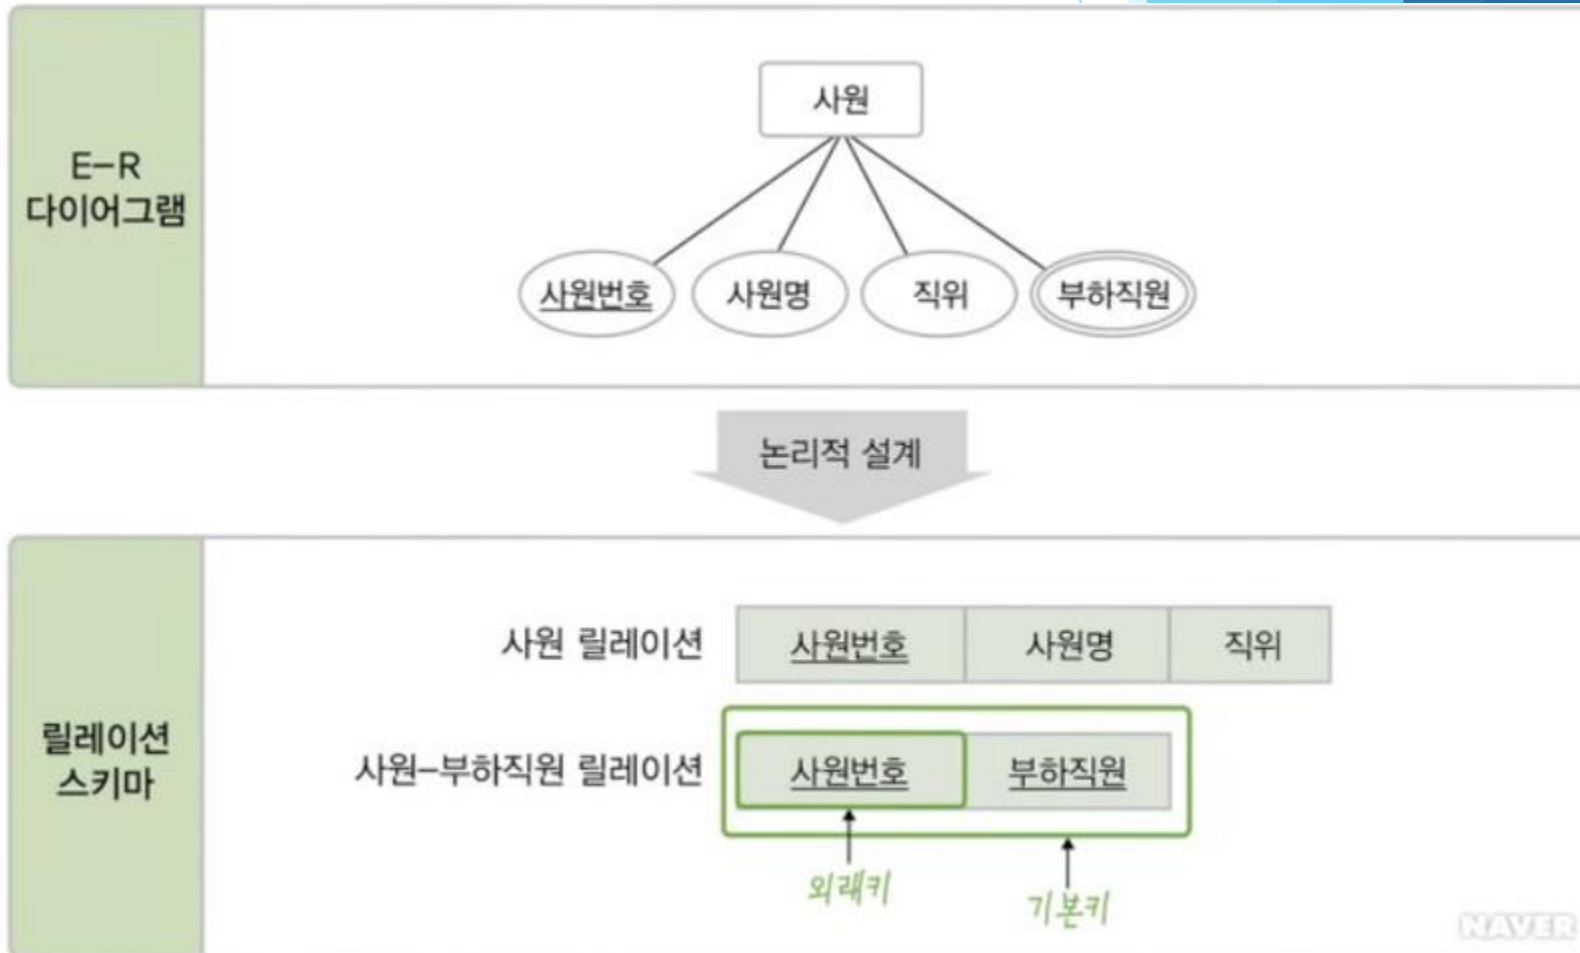 E-R
다이어그램
사원
사원번호
사원명
직위
부하직원
논리적 설계
릴레이션
스키마
사원 릴레이션
사원번호
사원명
직위
사원-부하직원 릴레이션
사원번호
부하직원
외래키
기본키
NAVER